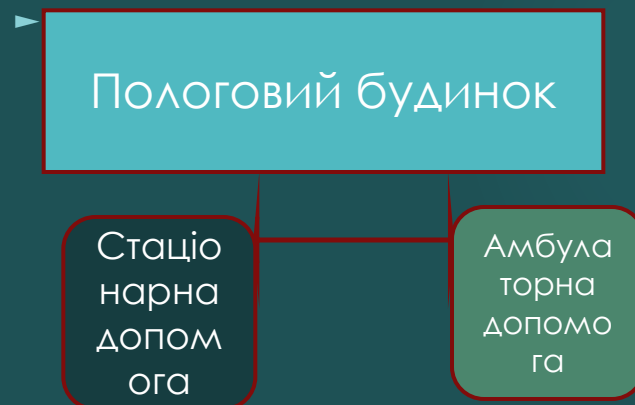 Пологовий будинок
Стаціо
нарна
допом
ога
Амбула
торна
допомо
га